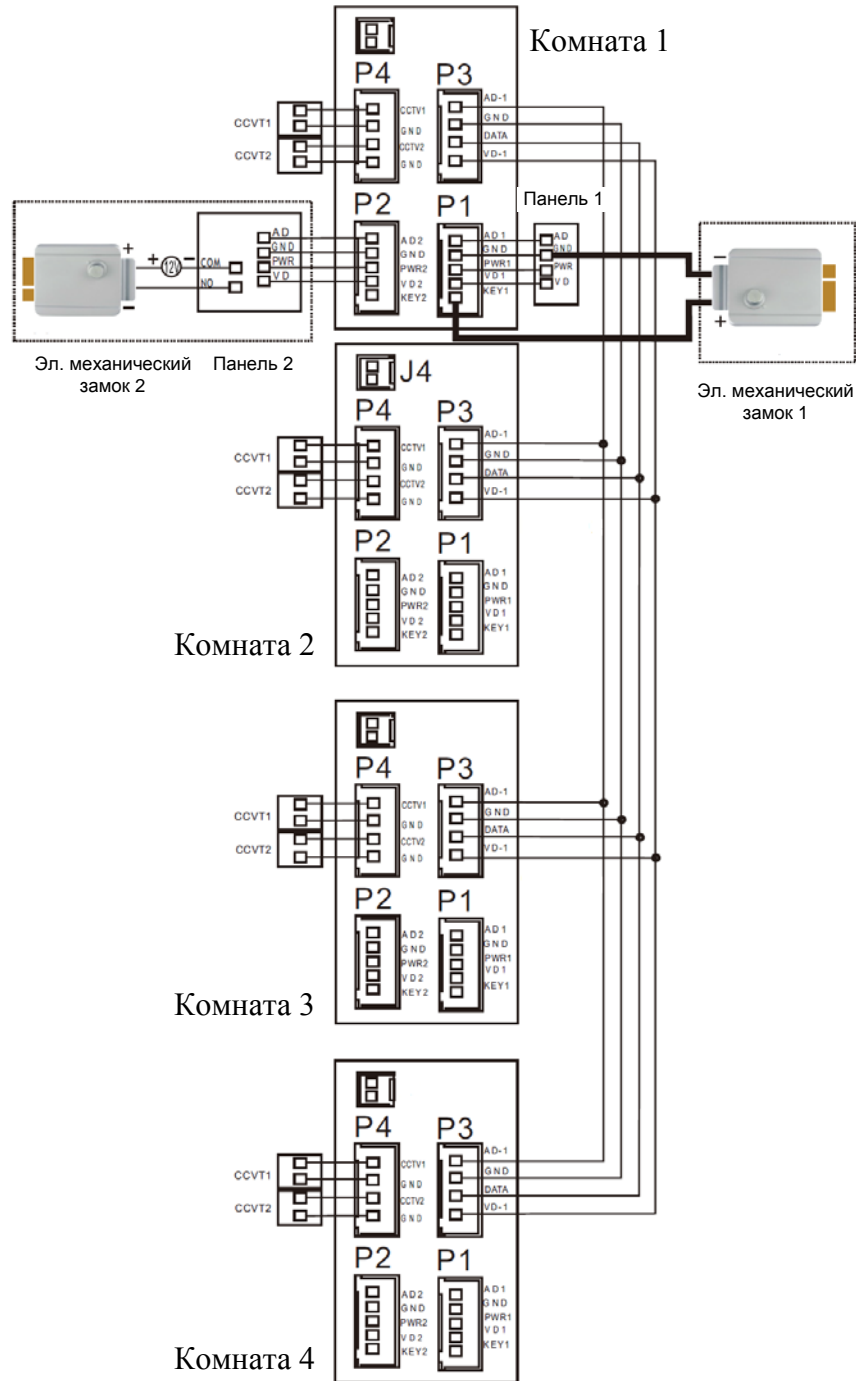 Комната 1
P4
P3
CCVT1
CCVT2
CCTV1
GND
CCTV2
GND
AD-1
GND
DATA
VD-1
P2
P1
Панель 1
+
+
12V
−
COM
NO
−
AD
GND
PWR
VD
AD2
GND
PWR2
VD2
KEY2
AD1
GND
PWR1
VD1
KEY1
AD
GND
PWR
VD
−
+
Эл. механический
замок 2
Панель 2
Эл. механический
замок 1
J4
P4
P3
CCVT1
CCVT2
CCTV1
GND
CCTV2
GND
AD-1
GND
DATA
VD-1
P2
P1
AD2
GND
PWR2
VD2
KEY2
AD1
GND
PWR1
VD1
KEY1
Комната 2
P4
P3
CCVT1
CCVT2
CCTV1
GND
CCTV2
GND
AD-1
GND
DATA
VD-1
P2
P1
AD2
GND
PWR2
VD2
KEY2
AD1
GND
PWR1
VD1
KEY1
Комната 3
P4
P3
CCVT1
CCVT2
CCTV1
GND
CCTV2
GND
AD-1
GND
DATA
VD-1
P2
P1
AD2
GND
PWR2
VD2
KEY2
AD1
GND
PWR1
VD1
KEY1
Комната 4